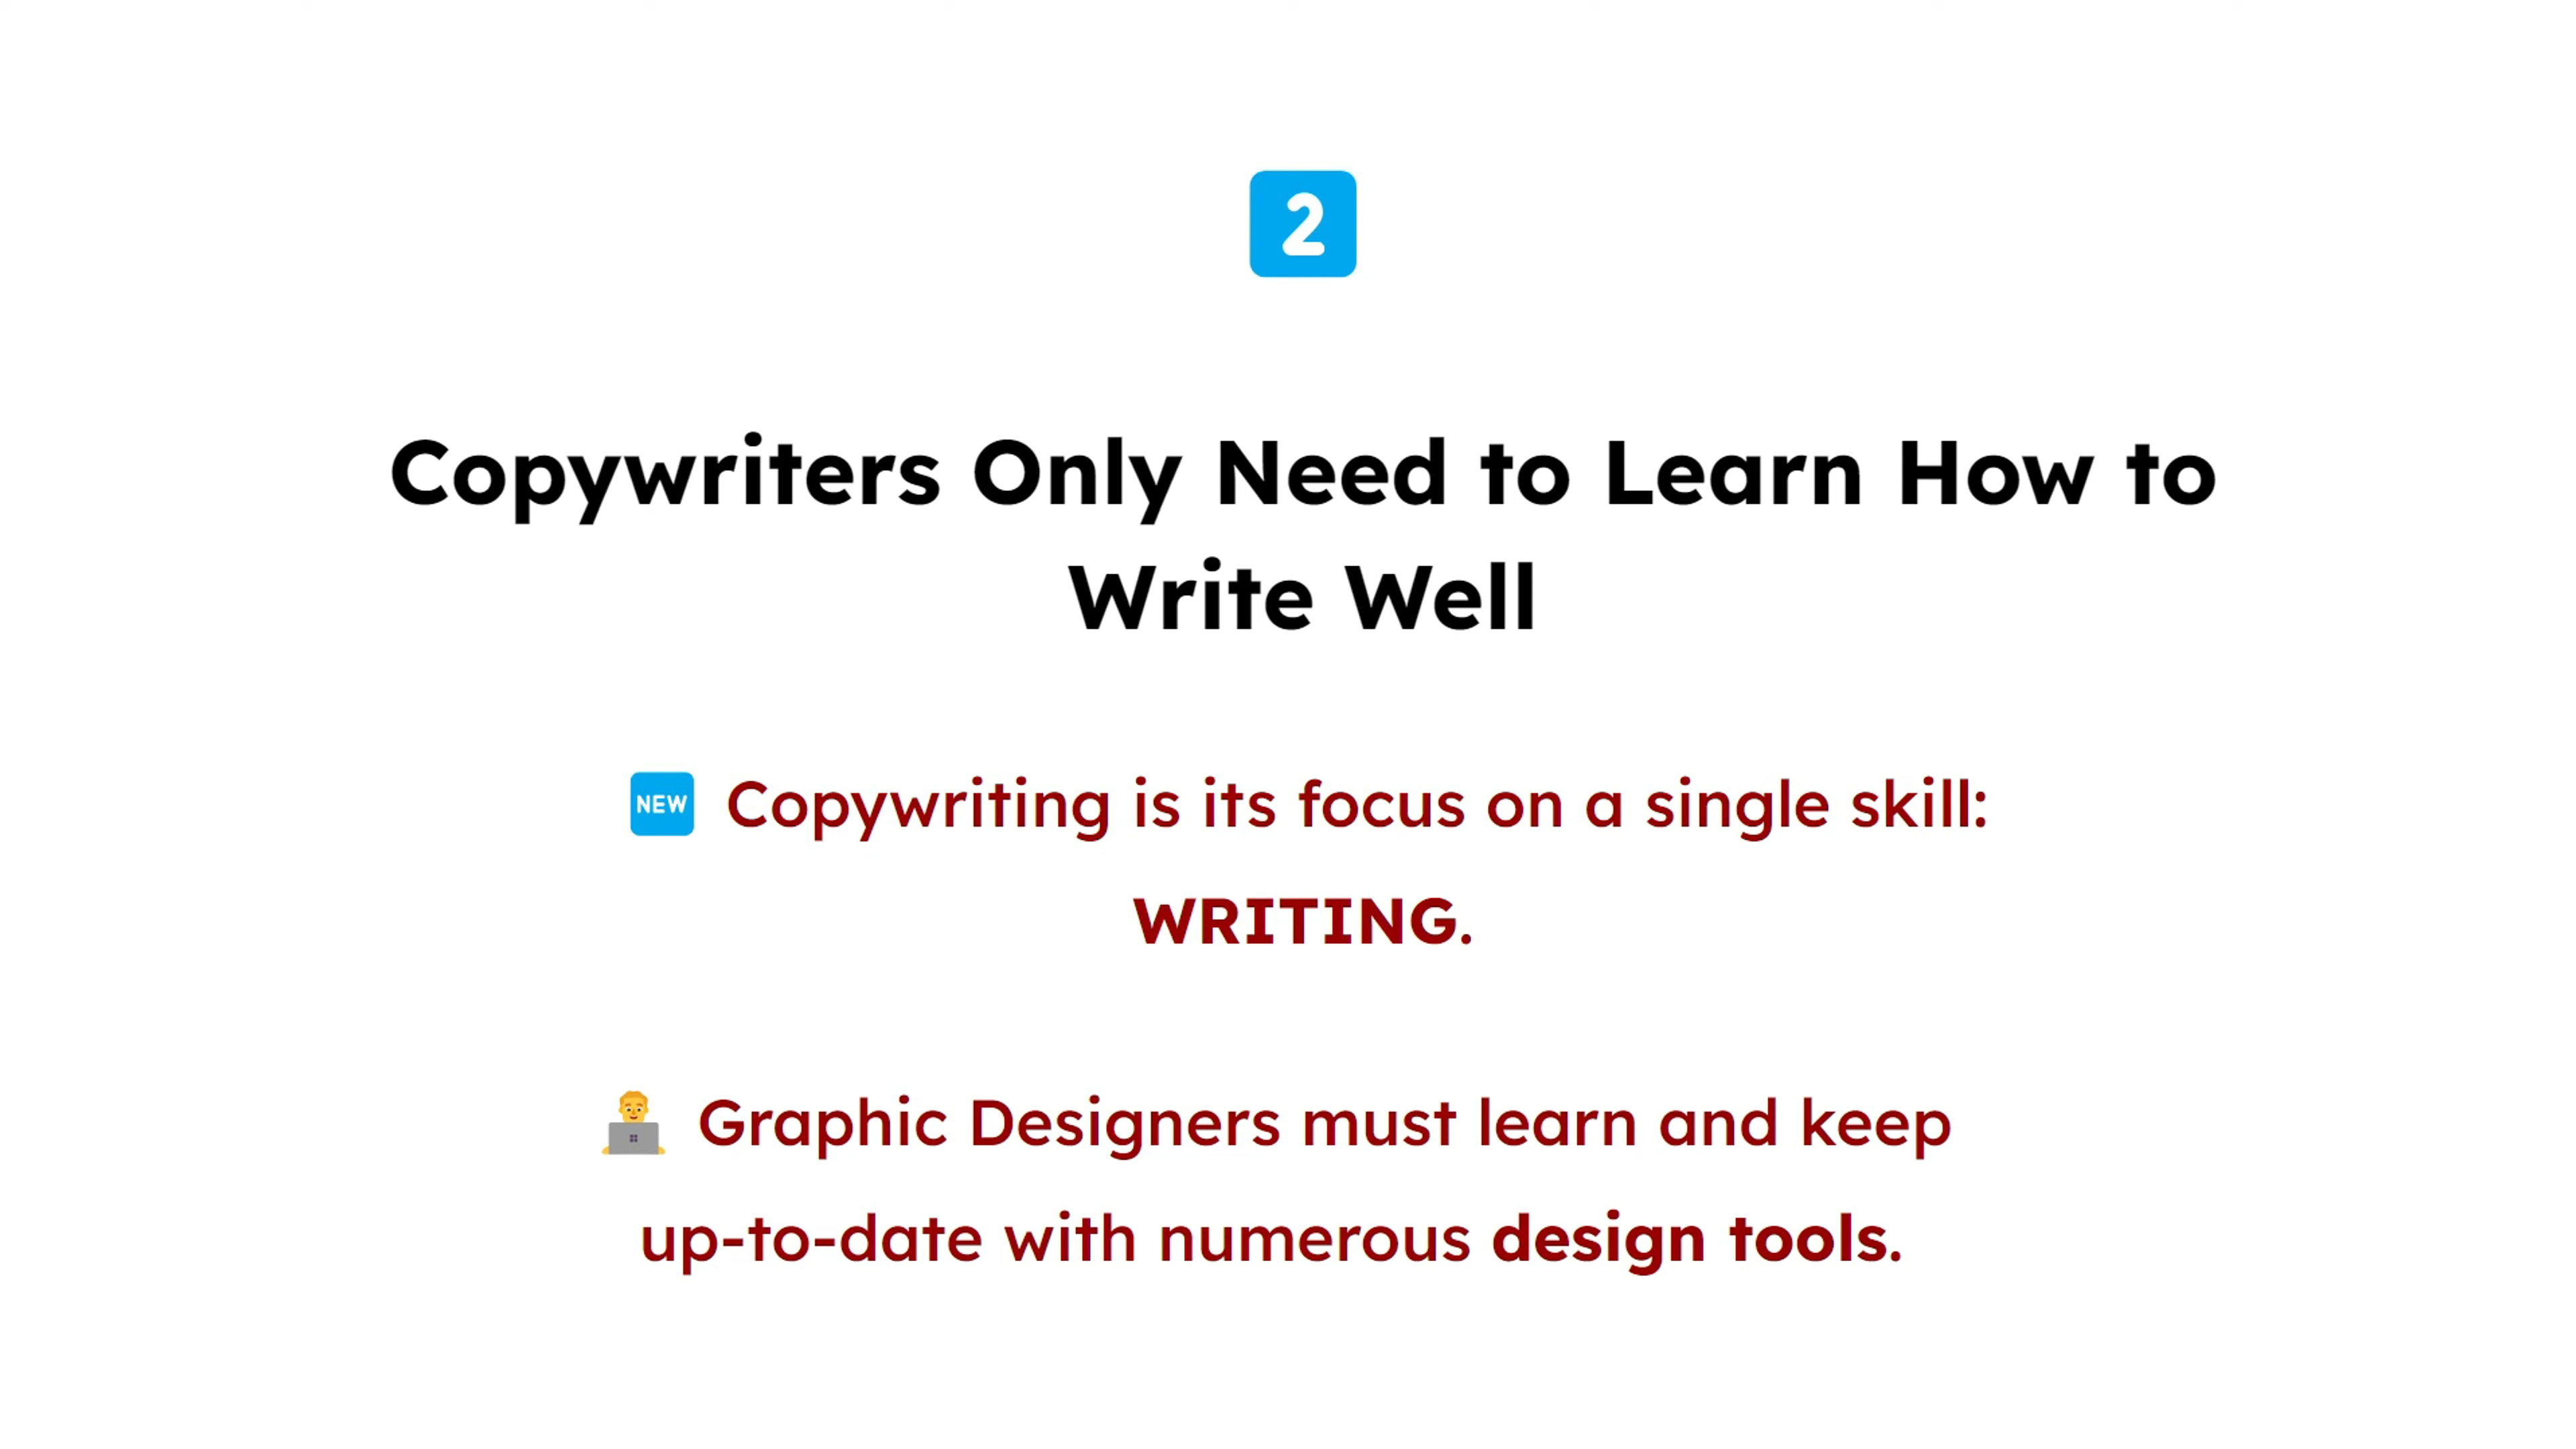 2
Copywriters Only Need to Learn How to
Write Well
NEW Copywriting is its focus on a single skill:
WRITING.
Graphic Designers must learn and keep
up-to-date with numerous design tools.